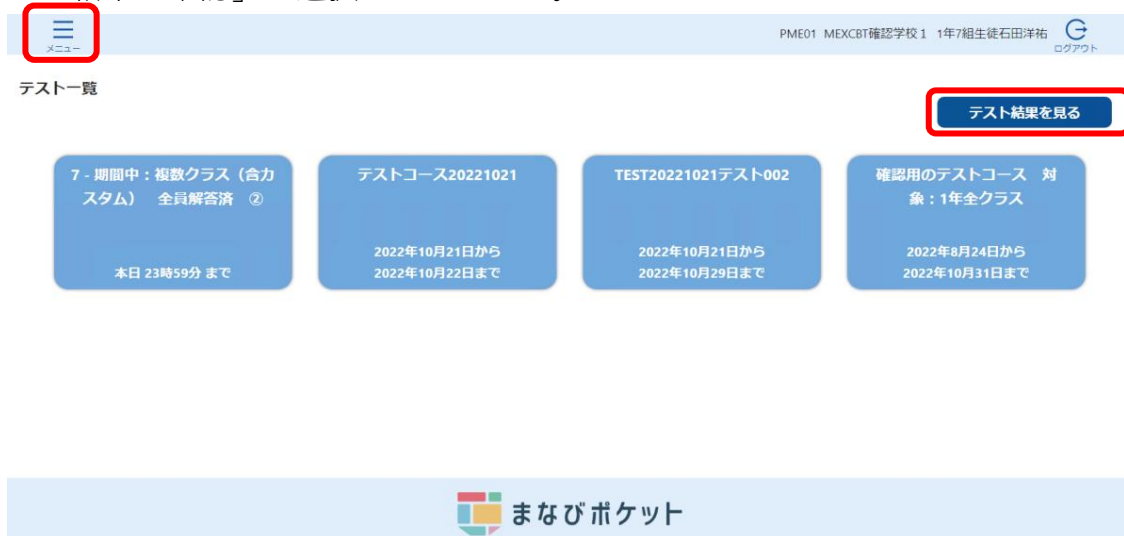 メニュー
PME01 MEXCBT確認学校1 1年7組生徒石田洋祐
ログアウト
テスト一覧
テスト結果を見る
7 - 期間中：複数クラス（含カ
スタム） 全員解答済 ②
本日 23時59分 まで
テストコース20221021
2022年10月21日から
2022年10月22日まで
TEST20221021テスト002
2022年10月21日から
2022年10月29日まで
確認用のテストコース 対
象：1年全クラス
2022年8月24日から
2022年10月31日まで
まなびポケット